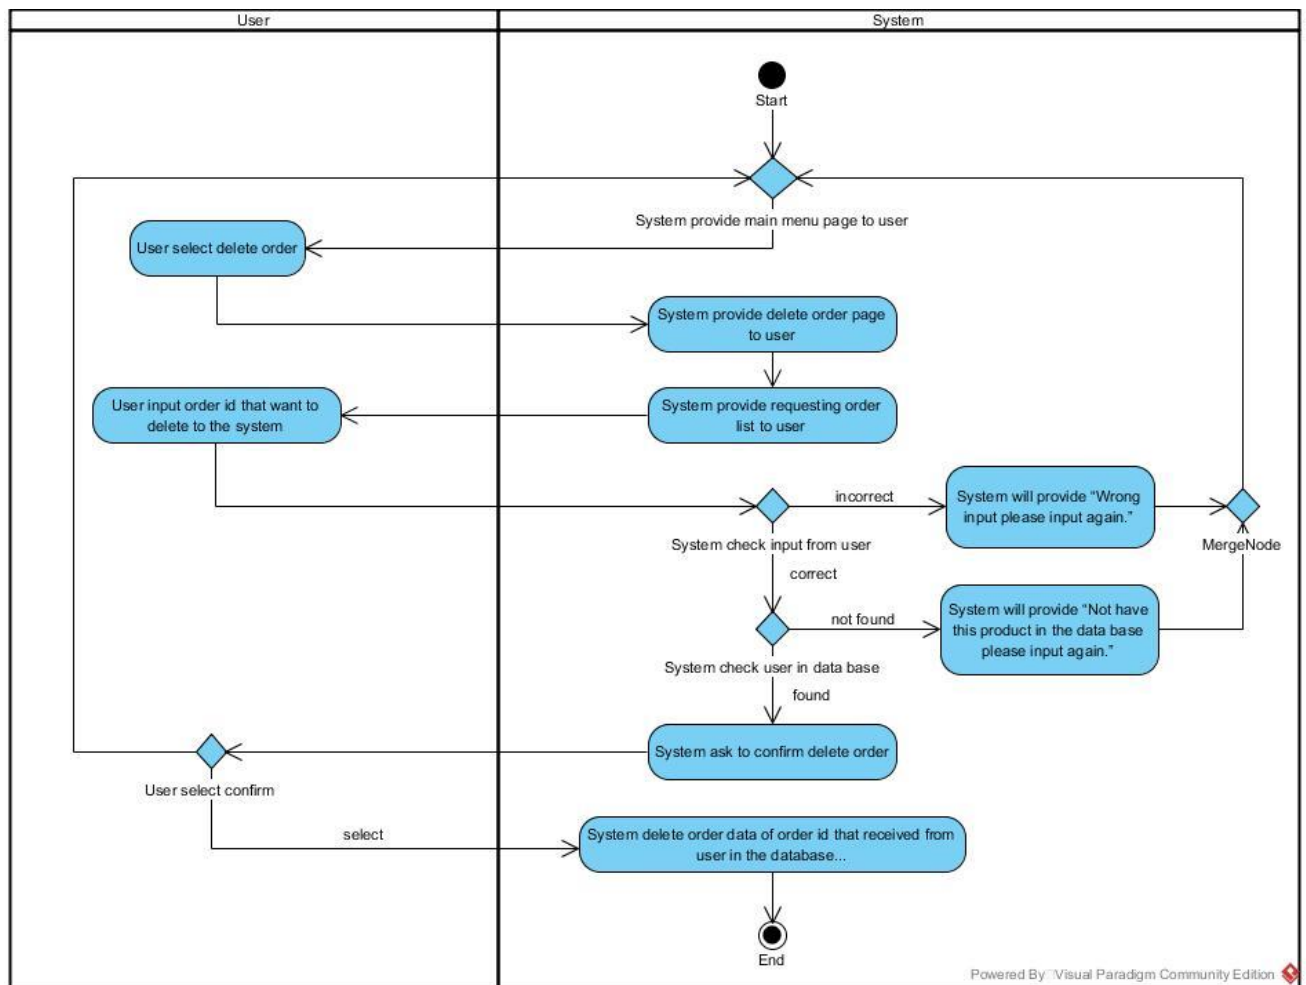 User
System
Start
System provide main menu page to user
User select delete order
System provide delete order page
to user
User input order id that want to
delete to the system
System provide requesting order
list to user
incorrect
System will provide “Wrong
input please input again.”
System check input from user
MergeNode
correct
not found
System will provide “Not have
this product in the data base
please input again.”
System check user in data base
found
System ask to confirm delete order
User select confirm
select
System delete order data of order id that received from
user in the database...
End
Powered By Visual Paradigm Community Edition